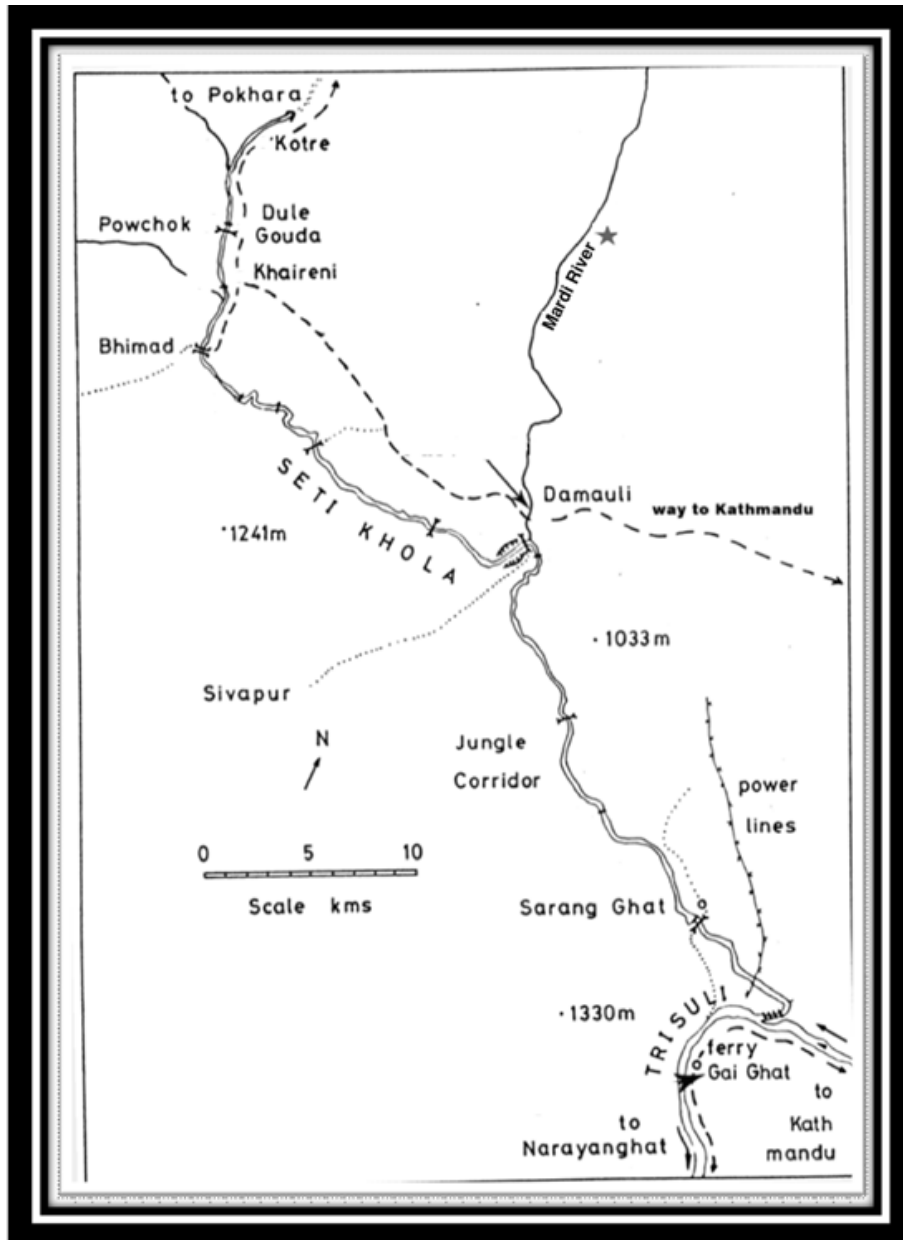 to Pokhara
Kotre
Powchok
Dule
Gouda
Khaireni
Mardi River
Bhimad
SETI KHOLA
Damauli
way to Kathmandu
1241m
1033m
Sivapur
N
Jungle
Corridor
power
lines
0 5 10
Scale kms
Sarang Ghat
1330m
TRISULI
ferry
Gai Ghat
to
Narayanghat
to
Kath
mandu